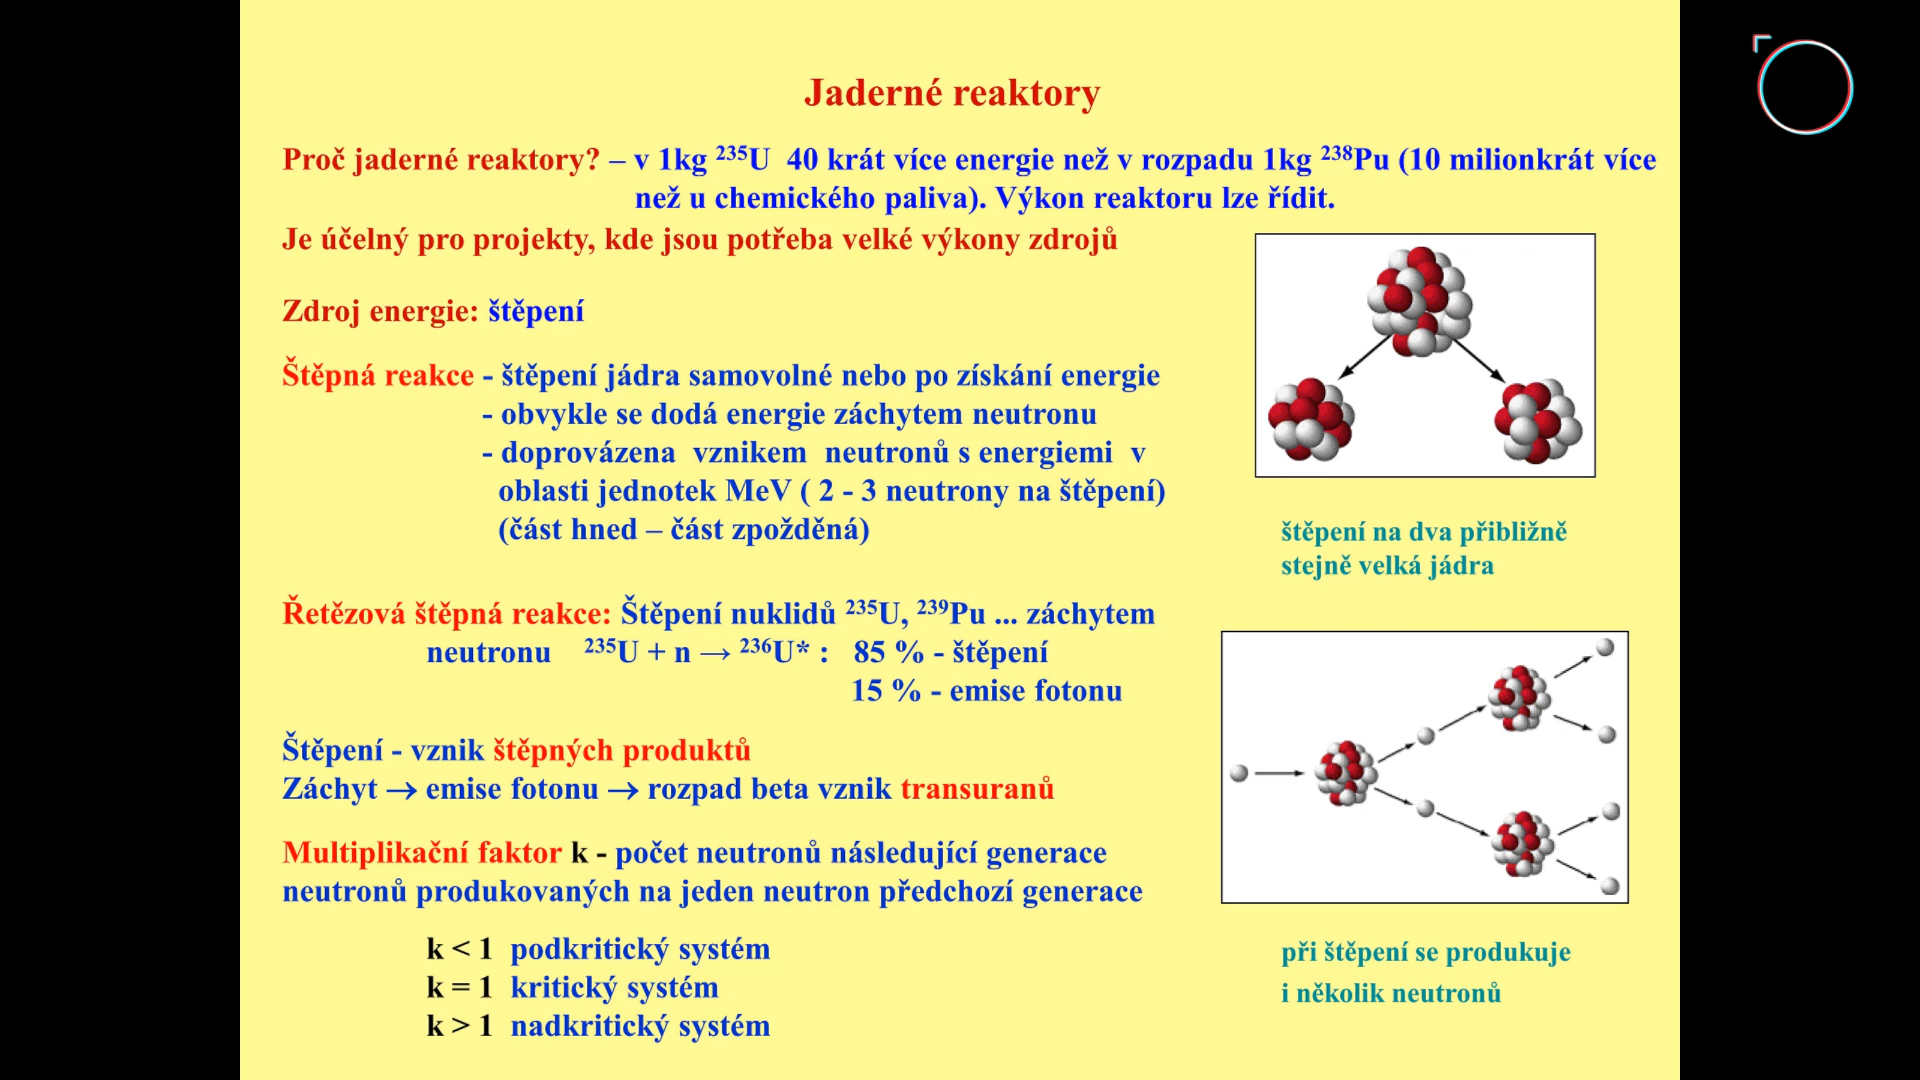 Jaderné reaktory
Proč jaderné reaktory? – v 1kg ²³⁵U 40 krát více energie než v rozpadu 1kg ²³⁸Pu (10 milionkrát více
než u chemického paliva). Výkon reaktoru lze řídit.
Je účelný pro projekty, kde jsou potřeba velké výkony zdrojů
Zdroj energie: štěpení
Štěpná reakce - štěpení jádra samovolné nebo po získání energie
- obvykle se dodá energie záchytem neutronu
- doprovázena vznikem neutronů s energiemi v
oblasti jednotek MeV ( 2 - 3 neutrony na štěpení)
(část hned – část zpožděná)
štěpení na dva přibližně
stejně velká jádra
Řetězová štěpná reakce: Štěpení nuklidů ²³⁵U, ²³⁹Pu ... záchytem
neutronu ²³⁵U + n → ²³⁶U* : 85 % - štěpení
15 % - emise fotonu
Štěpení - vznik štěpných produktů
Záchyt → emise fotonu → rozpad beta vznik transuranů
Multiplikační faktor k - počet neutronů následující generace
neutronů produkovaných na jeden neutron předchozí generace
k < 1 podkritický systém
k = 1 kritický systém
k > 1 nadkritický systém
při štěpení se produkuje
i několik neutronů